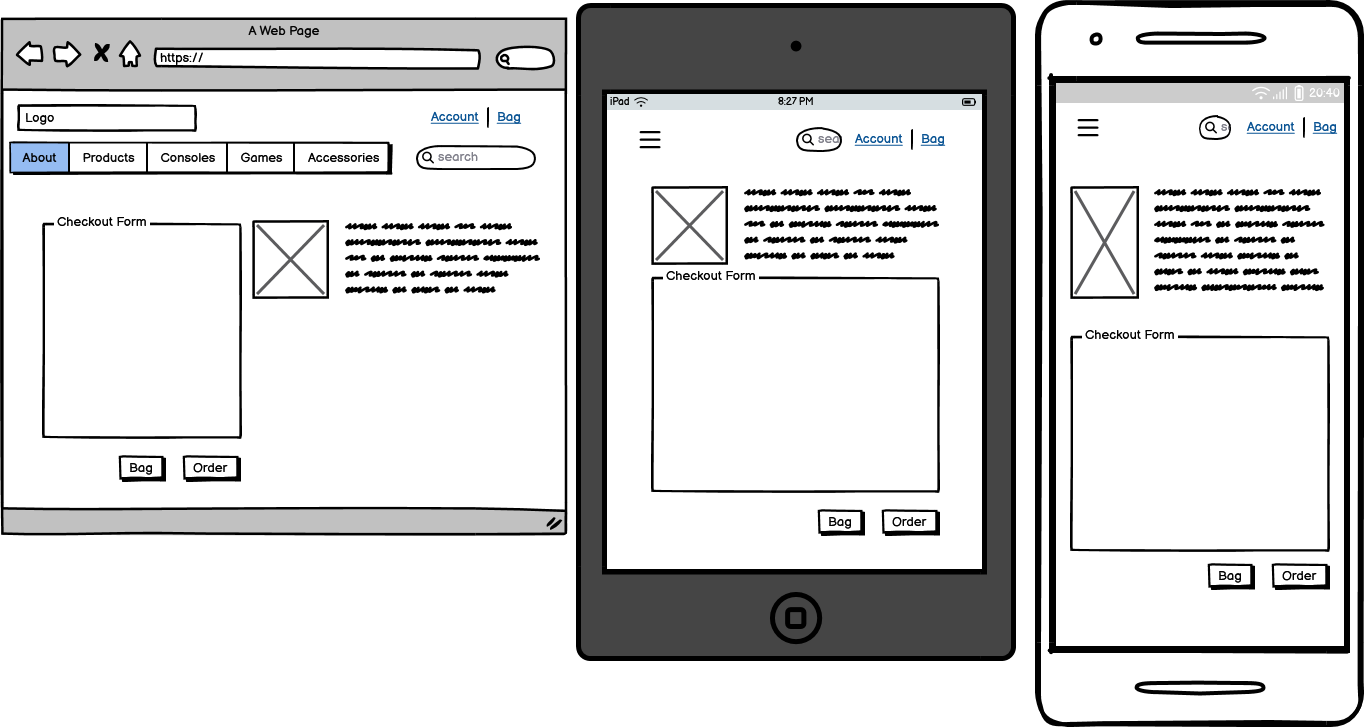 A Web Page
https://
Logo
Account Bag
About Products Consoles Games Accessories
search
Checkout Form
Bag Order
iPad 8:27 PM
sea Account Bag
Checkout Form
Bag Order
20:40
s Account Bag
Checkout Form
Bag Order